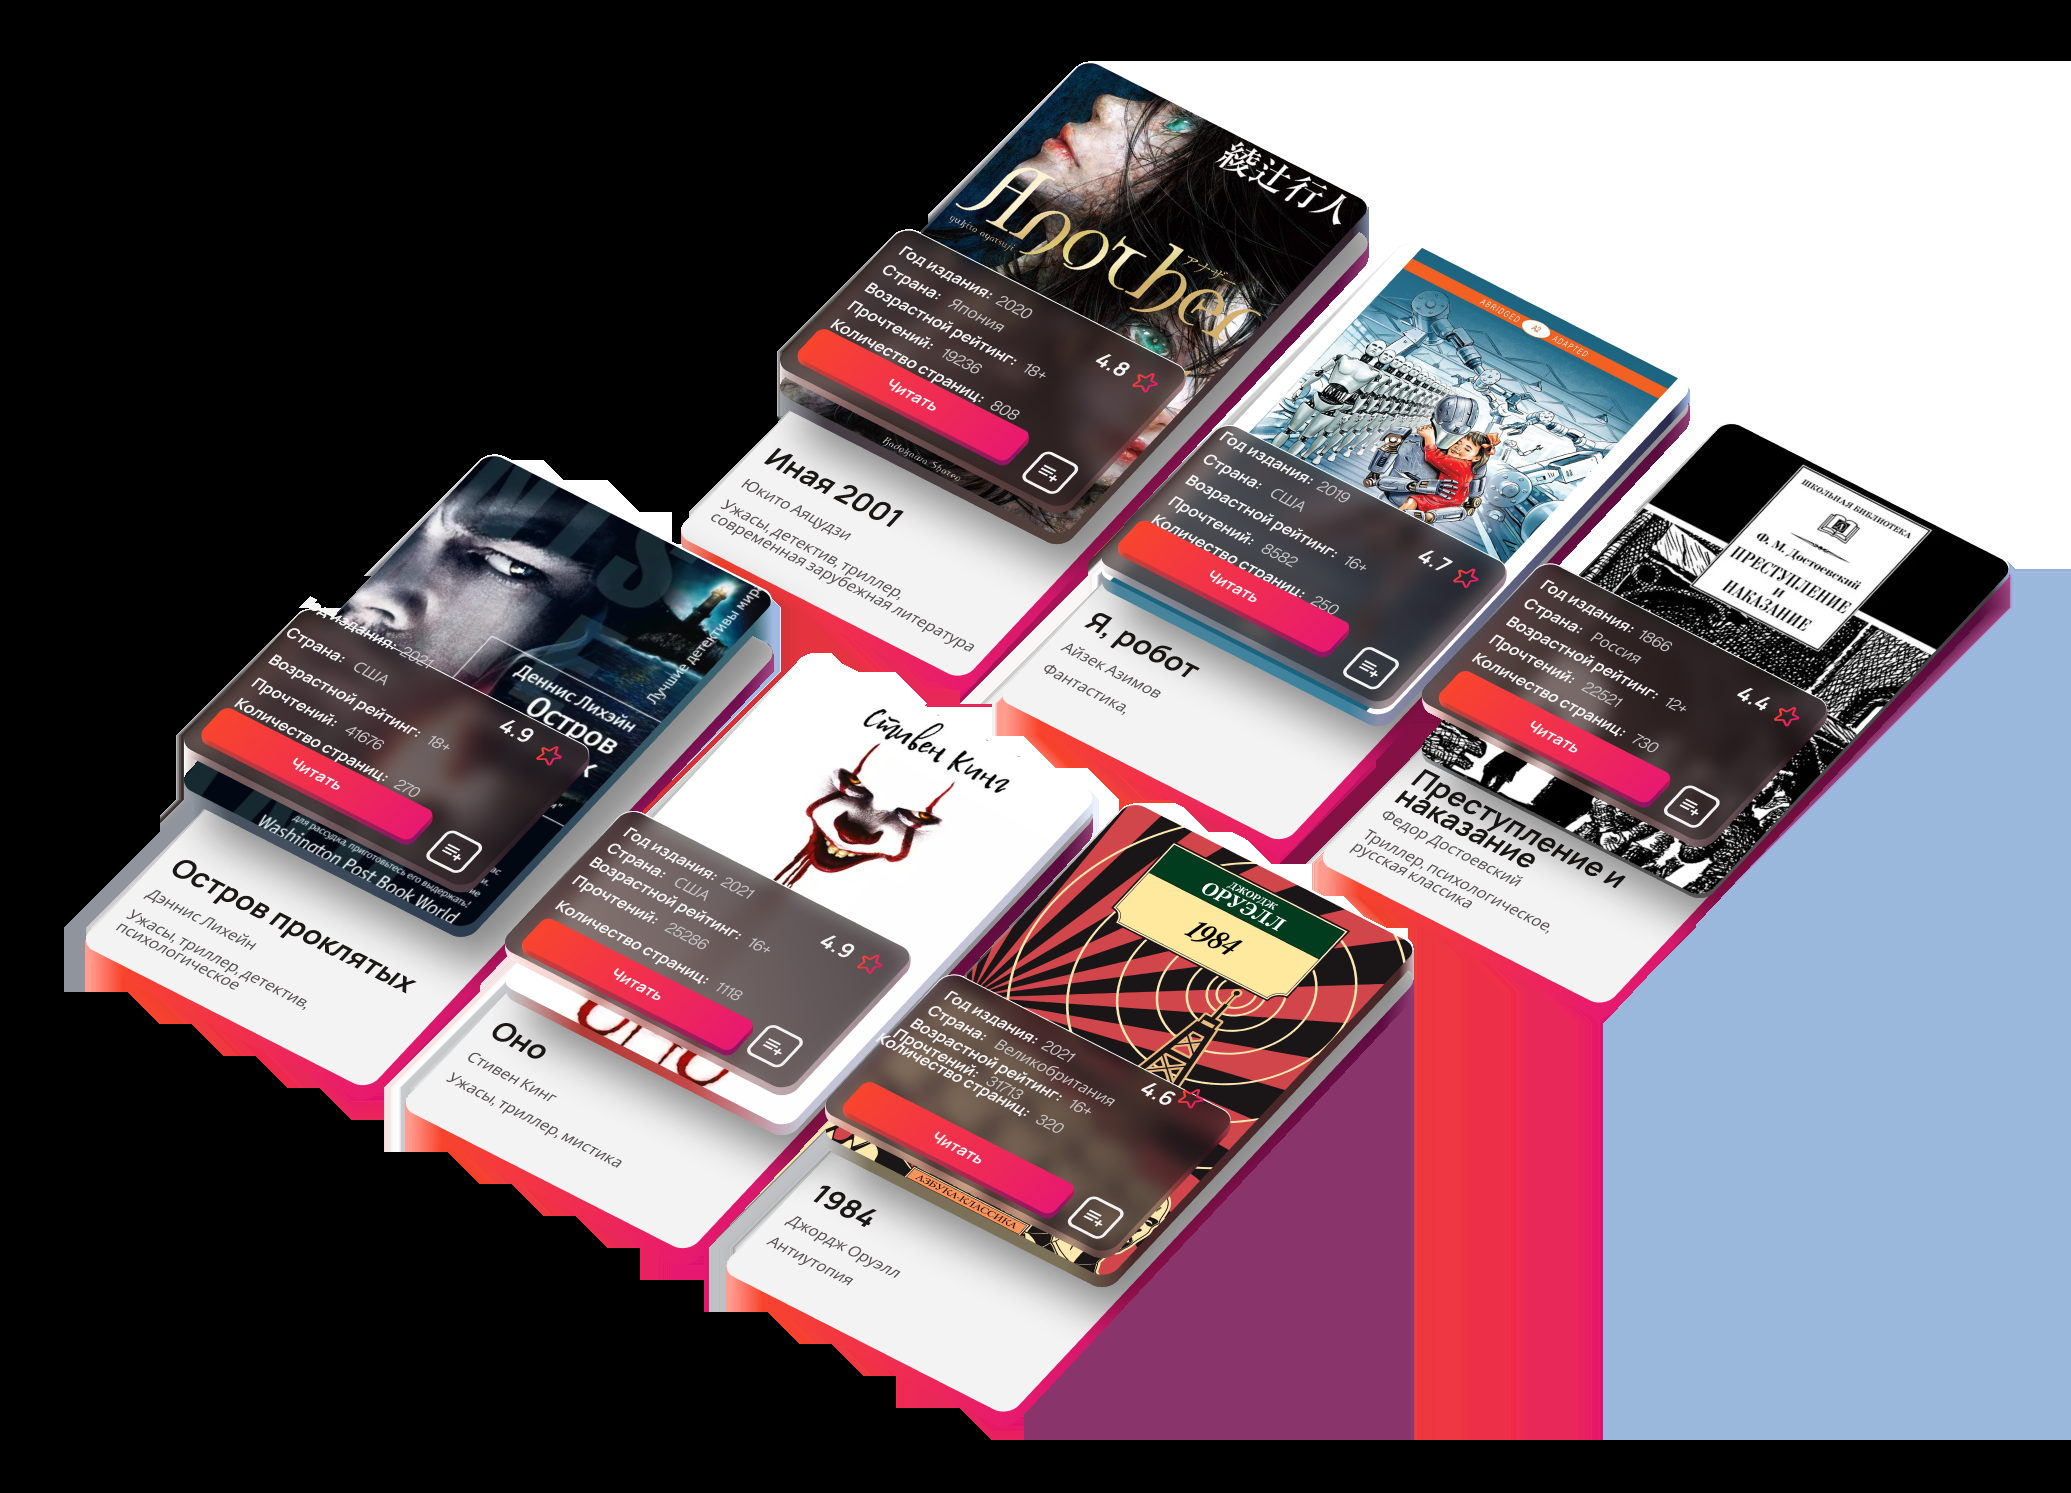 綾辻行人
Another
yukito ayatsuji
アナザー
Год издания: 2020
Страна: Япония
Возрастной рейтинг: 18+
Прочтений: 19236
Количество страниц: 808
4.8
Читать
Kadokawa Shoten
Иная 2001
Юкито Аяцудзи
Ужасы, детектив, триллер,
современная зарубежная литература
ABRIDGED A2 ADAPTED
Год издания: 2019
Страна: США
Возрастной рейтинг: 16+
Прочтений: 8582
Количество страниц: 250
4.7
Читать
Я, робот
Айзек Азимов
Фантастика,
ШКОЛЬНАЯ БИБЛИОТЕКА
Ф. М. Достоевский
ПРЕСТУПЛЕНИЕ
И
НАКАЗАНИЕ
Год издания: 1866
Страна: Россия
Возрастной рейтинг: 12+
Прочтений: 22521
Количество страниц: 730
4.4
Читать
Преступление и
наказание
Федор Достоевский
Триллер, психологическое,
русская классика
Лучшие детективы мира
Деннис Лихэйн
Остров
Год издания: 2021
Страна: США
Возрастной рейтинг: 18+
Прочтений: 41676
Количество страниц: 270
4.9
Читать
для рассудка, приготовьтесь его выдержать!
Washington Post Book World
Остров проклятых
Дэннис Лихейн
Ужасы, триллер, детектив,
психологическое
Стивен Кинг
Год издания: 2021
Страна: США
Возрастной рейтинг: 16+
Прочтений: 25286
Количество страниц: 1118
4.9
Читать
Оно
Стивен Кинг
Ужасы, триллер, мистика
ДЖОРДЖ
ОРУЭЛЛ
1984
Год издания: 2021
Страна: Великобритания
Возрастной рейтинг: 16+
Прочтений: 31713
Количество страниц: 320
4.6
Читать
АЗБУКА-КЛАССИКА
1984
Джордж Оруэлл
Антиутопия